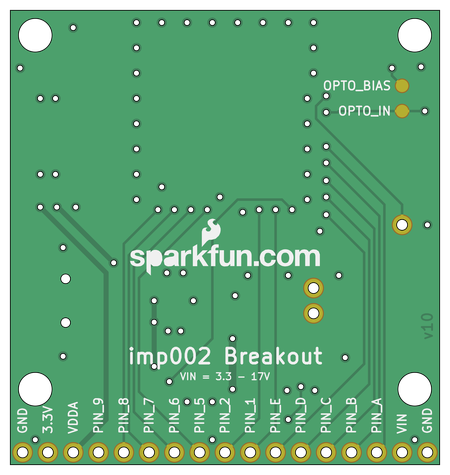 OPTO_BIAS
OPTO_IN
sparkfun.com
v10
imp002 Breakout
VIN = 3.3 - 17V
GND
3.3V
VDDA
PIN_9
PIN_8
PIN_7
PIN_6
PIN_5
PIN_2
PIN_1
PIN_E
PIN_D
PIN_C
PIN_B
PIN_A
VIN
GND